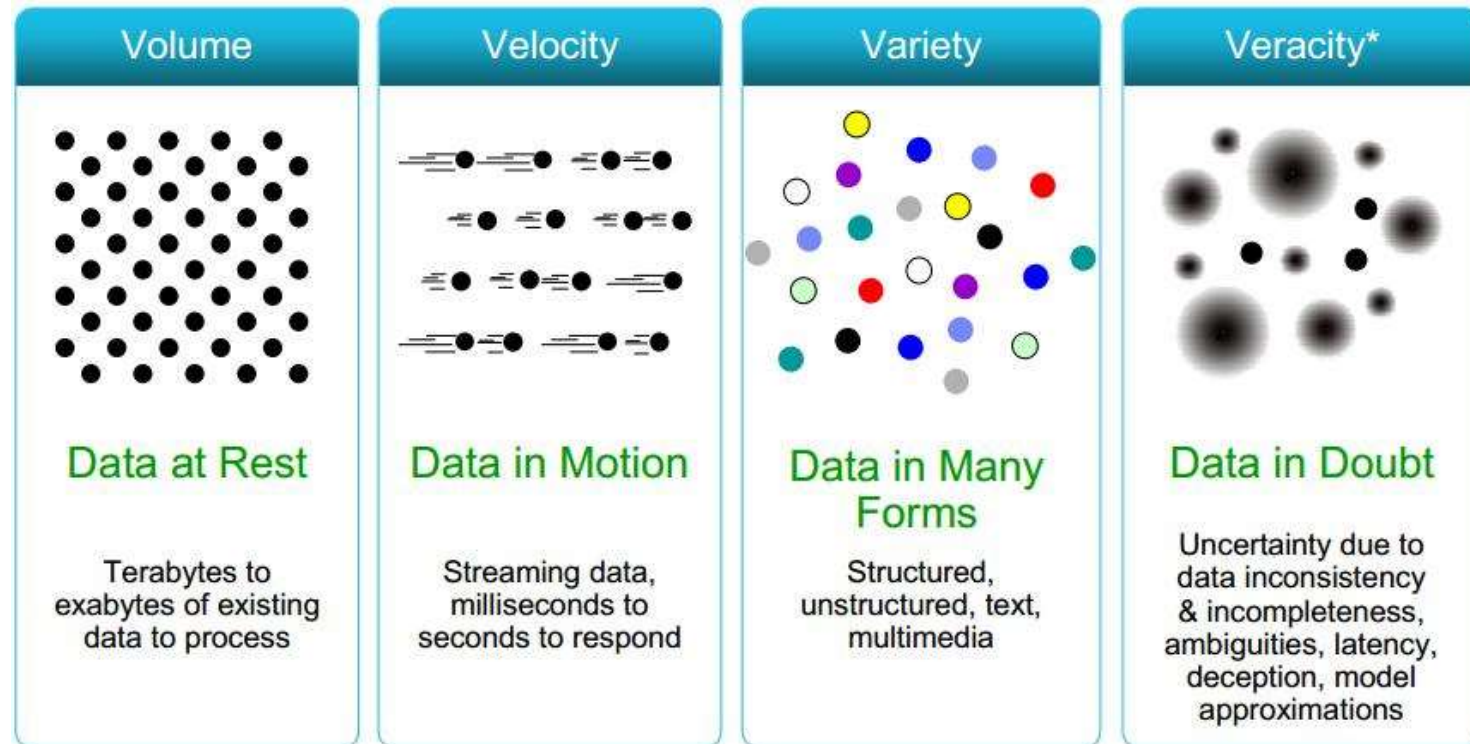 Volume
Data at Rest
Terabytes to
exabytes of existing
data to process
Velocity
Data in Motion
Streaming data,
milliseconds to
seconds to respond
Variety
Data in Many
Forms
Structured,
unstructured, text,
multimedia
Veracity*
Data in Doubt
Uncertainty due to
data inconsistency
& incompleteness,
ambiguities, latency,
deception, model
approximations